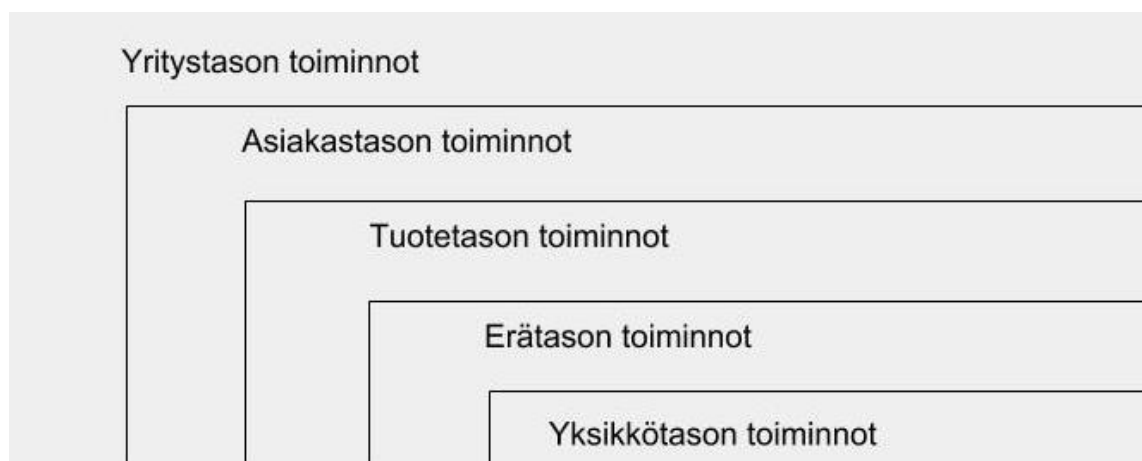 Yritystason toiminnot
Asiakastason toiminnot
Tuotetason toiminnot
Erätason toiminnot
Yksikkötason toiminnot